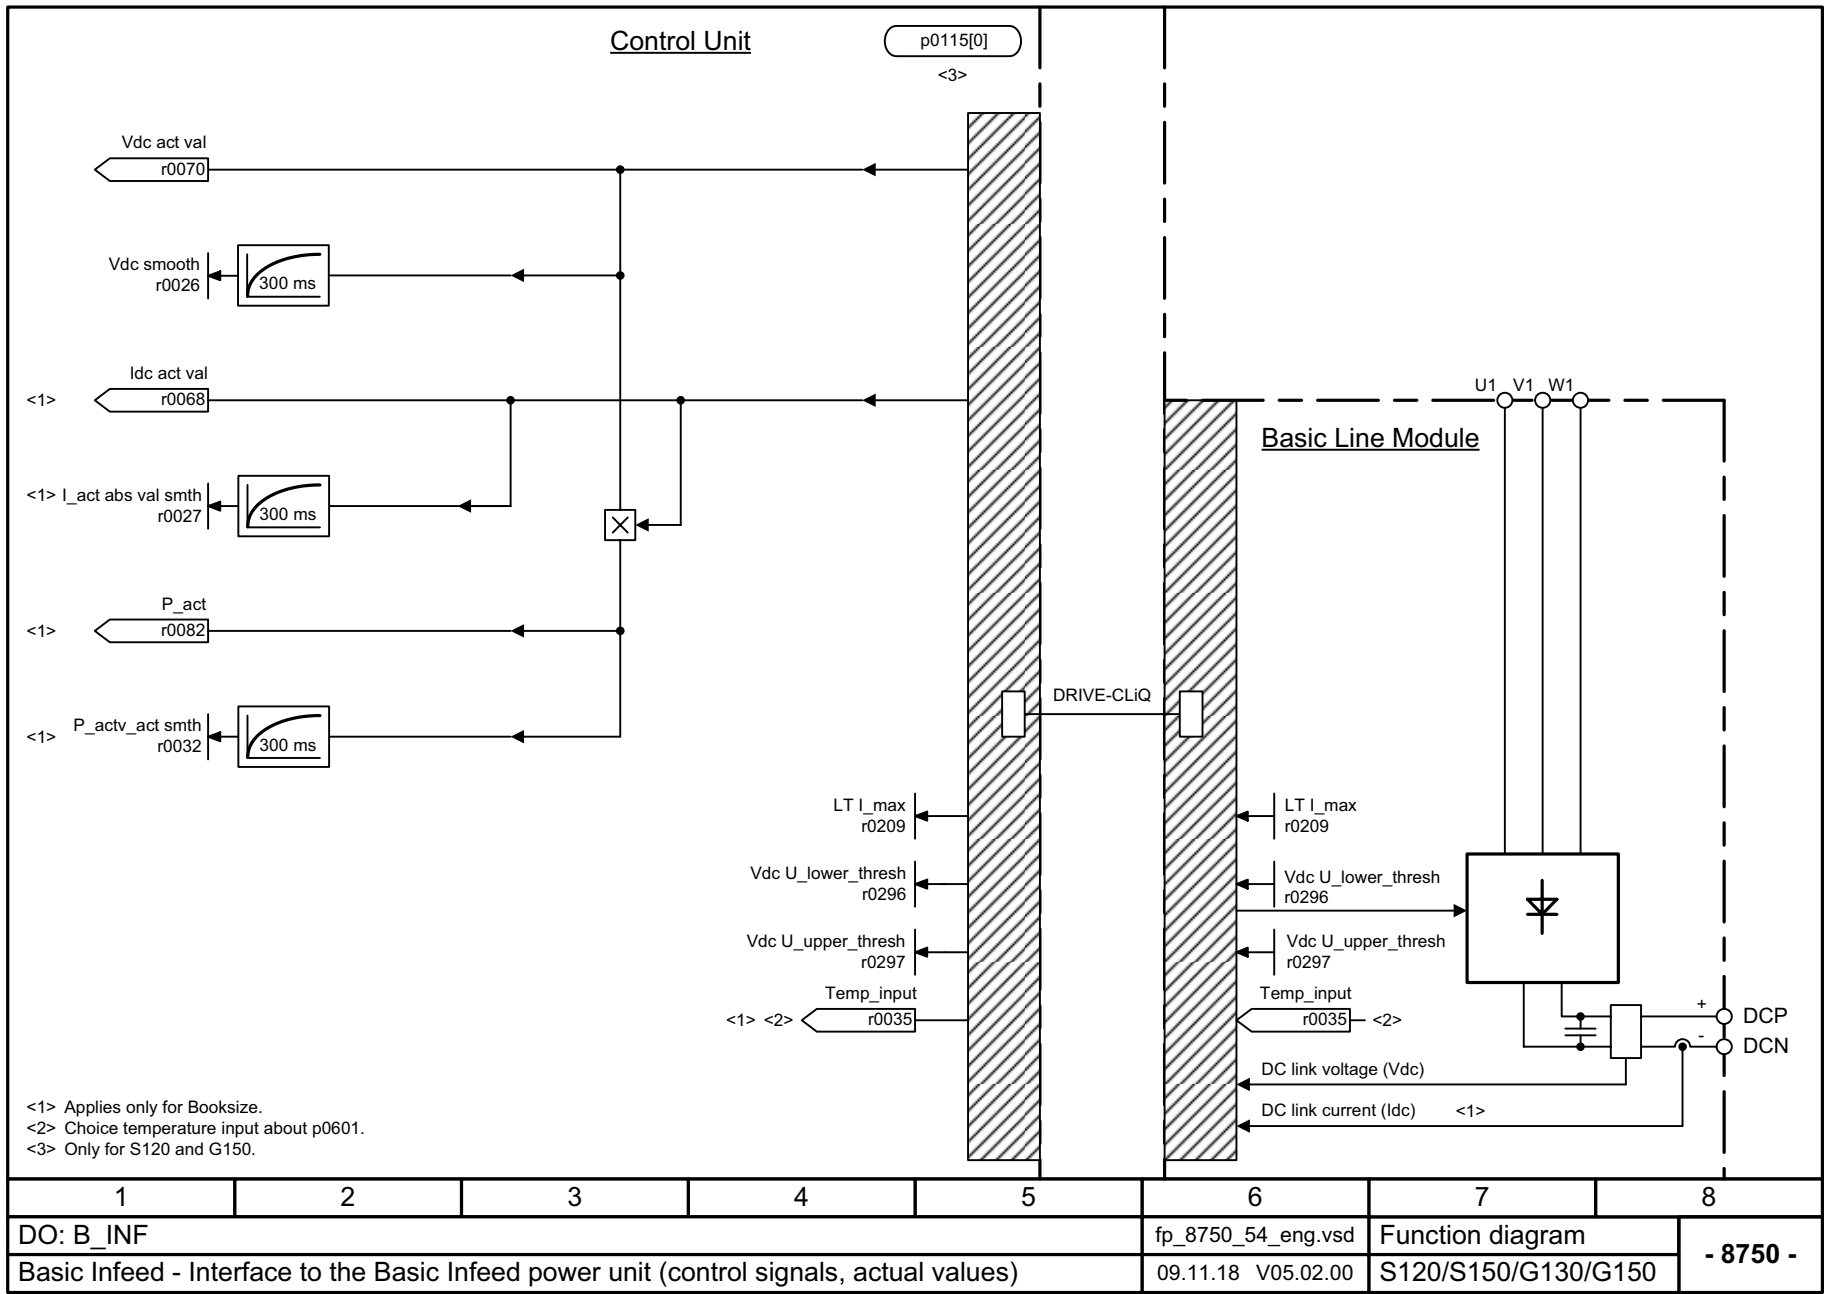 Control Unit
p0115[0]
<3>
Vdc act val
r0070
Vdc smooth
r0026
300 ms
Idc act val
<1>
r0068
<1> I_act abs val smth
r0027
300 ms
P_act
<1>
r0082
P_actv_act smth
<1>
r0032
300 ms
U1 V1 W1
Basic Line Module
DRIVE-CLiQ
LT I_max
r0209
Vdc U_lower_thresh
r0296
Vdc U_upper_thresh
r0297
Temp_input
<1> <2>
r0035
LT I_max
r0209
Vdc U_lower_thresh
r0296
Vdc U_upper_thresh
r0297
Temp_input
r0035
<2>
+
DCP
-
DCN
DC link voltage (Vdc)
DC link current (Idc) <1>
<1> Applies only for Booksize.
<2> Choice temperature input about p0601.
<3> Only for S120 and G150.
1 2 3 4 5 6 7 8
DO: B_INF
fp_8750_54_eng.vsd
Function diagram
- 8750 -
Basic Infeed - Interface to the Basic Infeed power unit (control signals, actual values)
09.11.18 V05.02.00
S120/S150/G130/G150